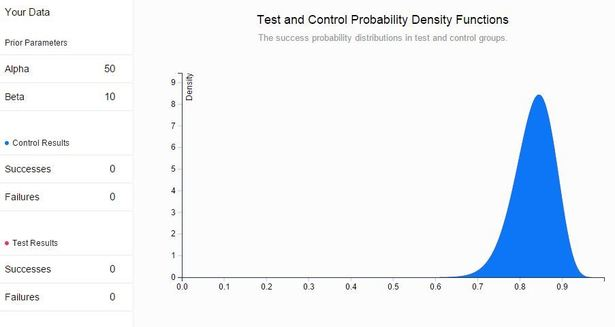 Your Data
Prior Parameters
Alpha 50
Beta 10
Control Results
Successes 0
Failures 0
Test Results
Successes 0
Failures 0
Test and Control Probability Density Functions
The success probability distributions in test and control groups.
Density
9
8
7
6
5
4
3
2
1
0
0.0 0.1 0.2 0.3 0.4 0.5 0.6 0.7 0.8 0.9